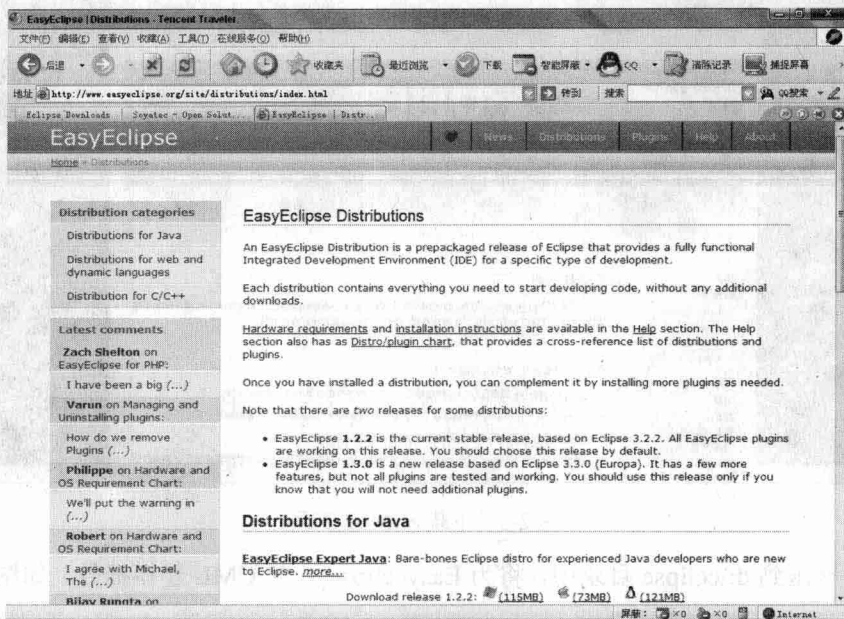 EasyEclipse | Distributions - Tencent Traveler
文件(F) 编辑(E) 查看(V) 收藏(A) 工具(T) 在线服务(O) 帮助(H)
后退 收藏夹 最近浏览 下载 智能屏蔽 QQ 清除记录 捕捉屏幕
地址 http://www.easyeclipse.org/site/distributions/index.html 转到 搜索 QQ搜索
Eclipse Downloads Soyatec - Open Solut... EasyEclipse | Distr...
EasyEclipse News Distributions Plugins Help About
Home » Distributions
Distribution categories
Distributions for Java
Distributions for web and
dynamic languages
Distribution for C/C++
Latest comments
Zach Shelton on
EasyEclipse for PHP:
I have been a big (...)
Varun on Managing and
Uninstalling plugins:
How do we remove
Plugins (...)
Philippe on Hardware and
OS Requirement Chart:
We'll put the warning in
(...)
Robert on Hardware and
OS Requirement Chart:
I agree with Michael,
The (...)
Bijay Rungta on
EasyEclipse Distributions
An EasyEclipse Distribution is a prepackaged release of Eclipse that provides a fully functional
Integrated Development Environment (IDE) for a specific type of development.
Each distribution contains everything you need to start developing code, without any additional
downloads.
Hardware requirements and installation instructions are available in the Help section. The Help
section also has as Distro/plugin chart, that provides a cross-reference list of distributions and
plugins.
Once you have installed a distribution, you can complement it by installing more plugins as needed.
Note that there are two releases for some distributions:
• EasyEclipse 1.2.2 is the current stable release, based on Eclipse 3.2.2. All EasyEclipse plugins
are working on this release. You should choose this release by default.
• EasyEclipse 1.3.0 is a new release based on Eclipse 3.3.0 (Europa). It has a few more
features, but not all plugins are tested and working. You should use this release only if you
know that you will not need additional plugins.
Distributions for Java
EasyEclipse Expert Java: Bare-bones Eclipse distro for experienced Java developers who are new
to Eclipse. more...
Download release 1.2.2: (115MB) (73MB) (121MB)
屏蔽: ×0 ×0 Internet